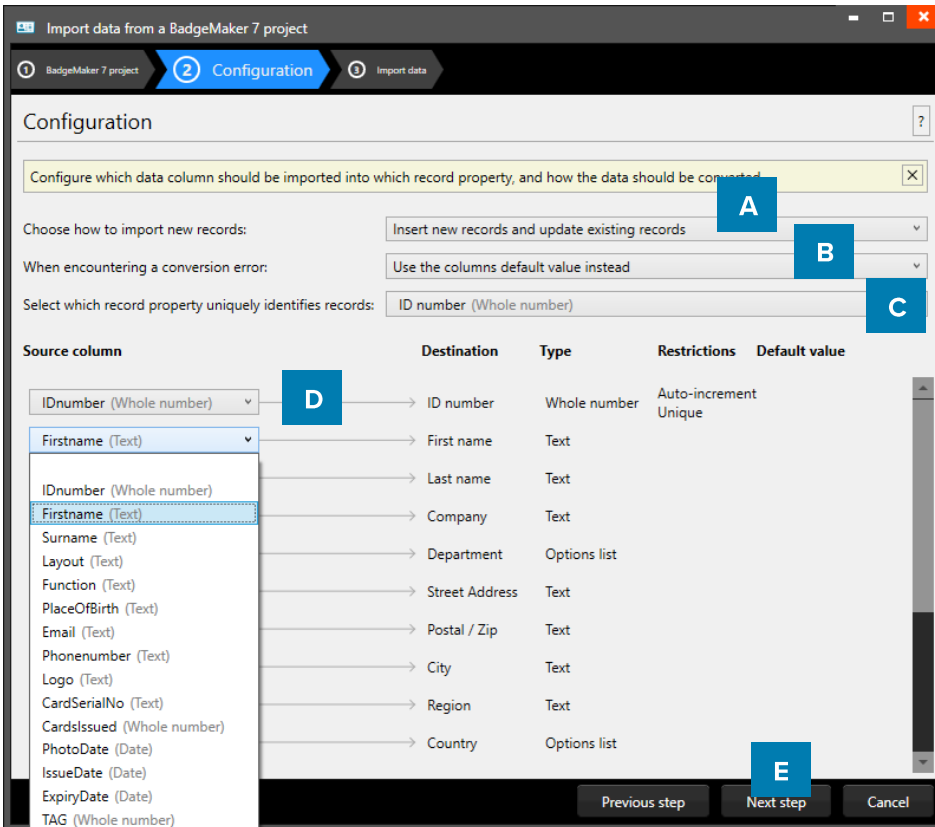 Import data from a BadgeMaker 7 project
1 BadgeMaker 7 project 2 Configuration 3 Import data
Configuration ?
Configure which data column should be imported into which record property, and how the data should be converted
A
Choose how to import new records: Insert new records and update existing records
B
When encountering a conversion error: Use the columns default value instead
C
Select which record property uniquely identifies records: ID number (Whole number)
Source column Destination Type Restrictions Default value
IDnumber (Whole number) D ID number Whole number Auto-increment
Unique
Firstname (Text) First name Text
Last name Text
IDnumber (Whole number)
Firstname (Text) Company Text
Surname (Text)
Layout (Text) Department Options list
Function (Text) Street Address Text
PlaceOfBirth (Text)
Email (Text) Postal / Zip Text
Phonenumber (Text) City Text
Logo (Text)
CardSerialNo (Text) Region Text
CardsIssued (Whole number)
PhotoDate (Date) Country Options list
IssueDate (Date) E
ExpiryDate (Date) Previous step Next step Cancel
TAG (Whole number)